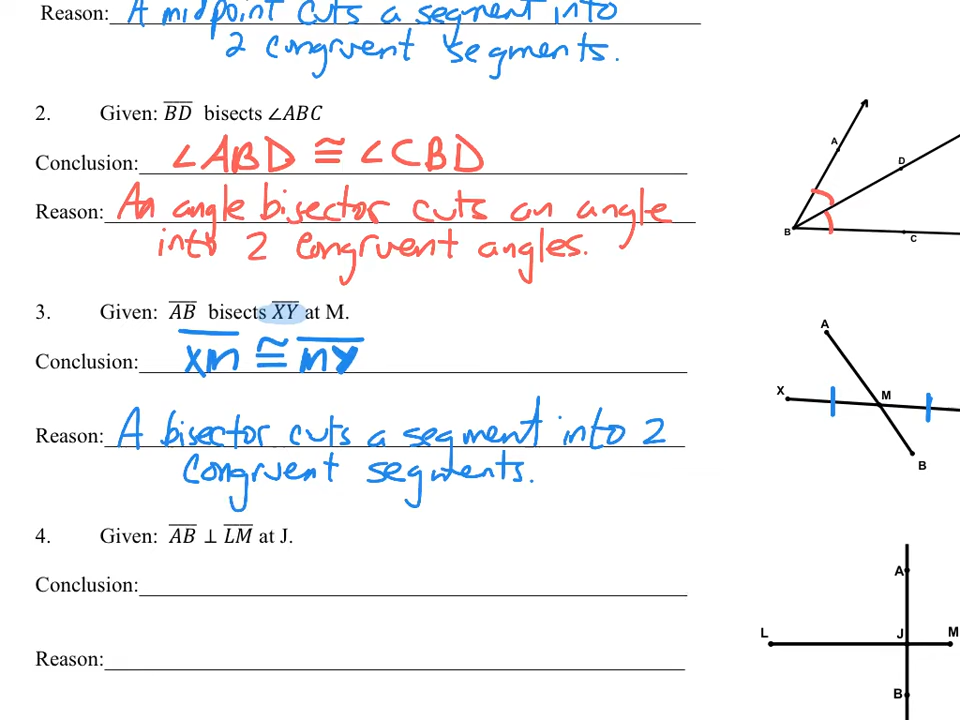 Reason: A midpoint cuts a segment into
2 congruent segments.
2. Given: BD bisects ∠ABC
Conclusion: ∠ABD ≅ ∠CBD
Reason: An angle bisector cuts an angle
into 2 congruent angles.
3. Given: AB bisects XY at M.
Conclusion: XM ≅ MY
Reason: A bisector cuts a segment into 2
congruent segments.
4. Given: AB ⊥ LM at J.
Conclusion:
Reason:
A
D
B
C
A
X
M
B
A
L
J
M
B